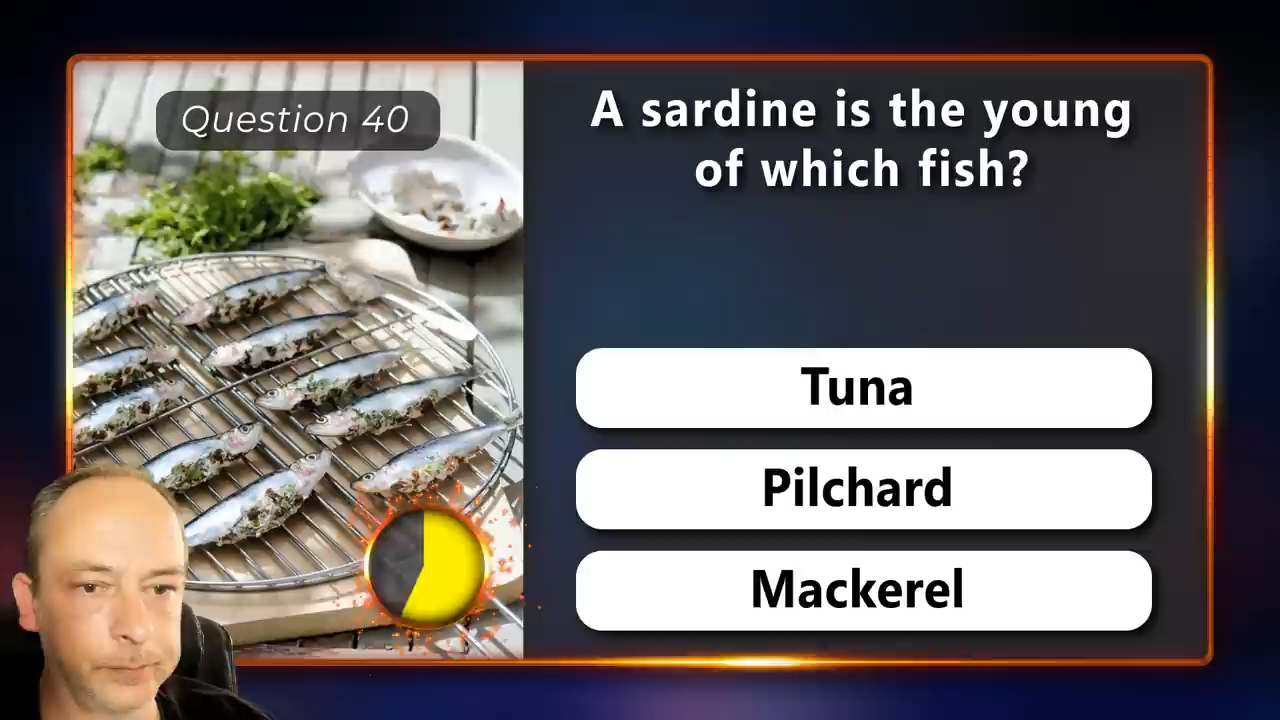 Question 40
A sardine is the young
of which fish?
Tuna
Pilchard
Mackerel